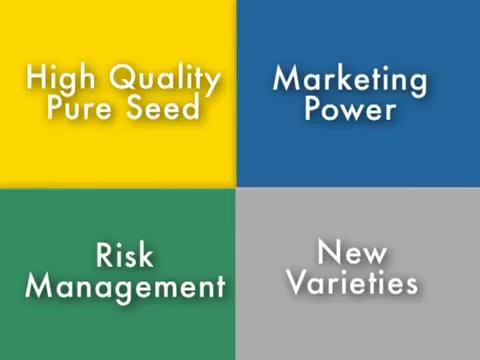 High Quality
Pure Seed
Marketing
Power
Risk
Management
New
Varieties